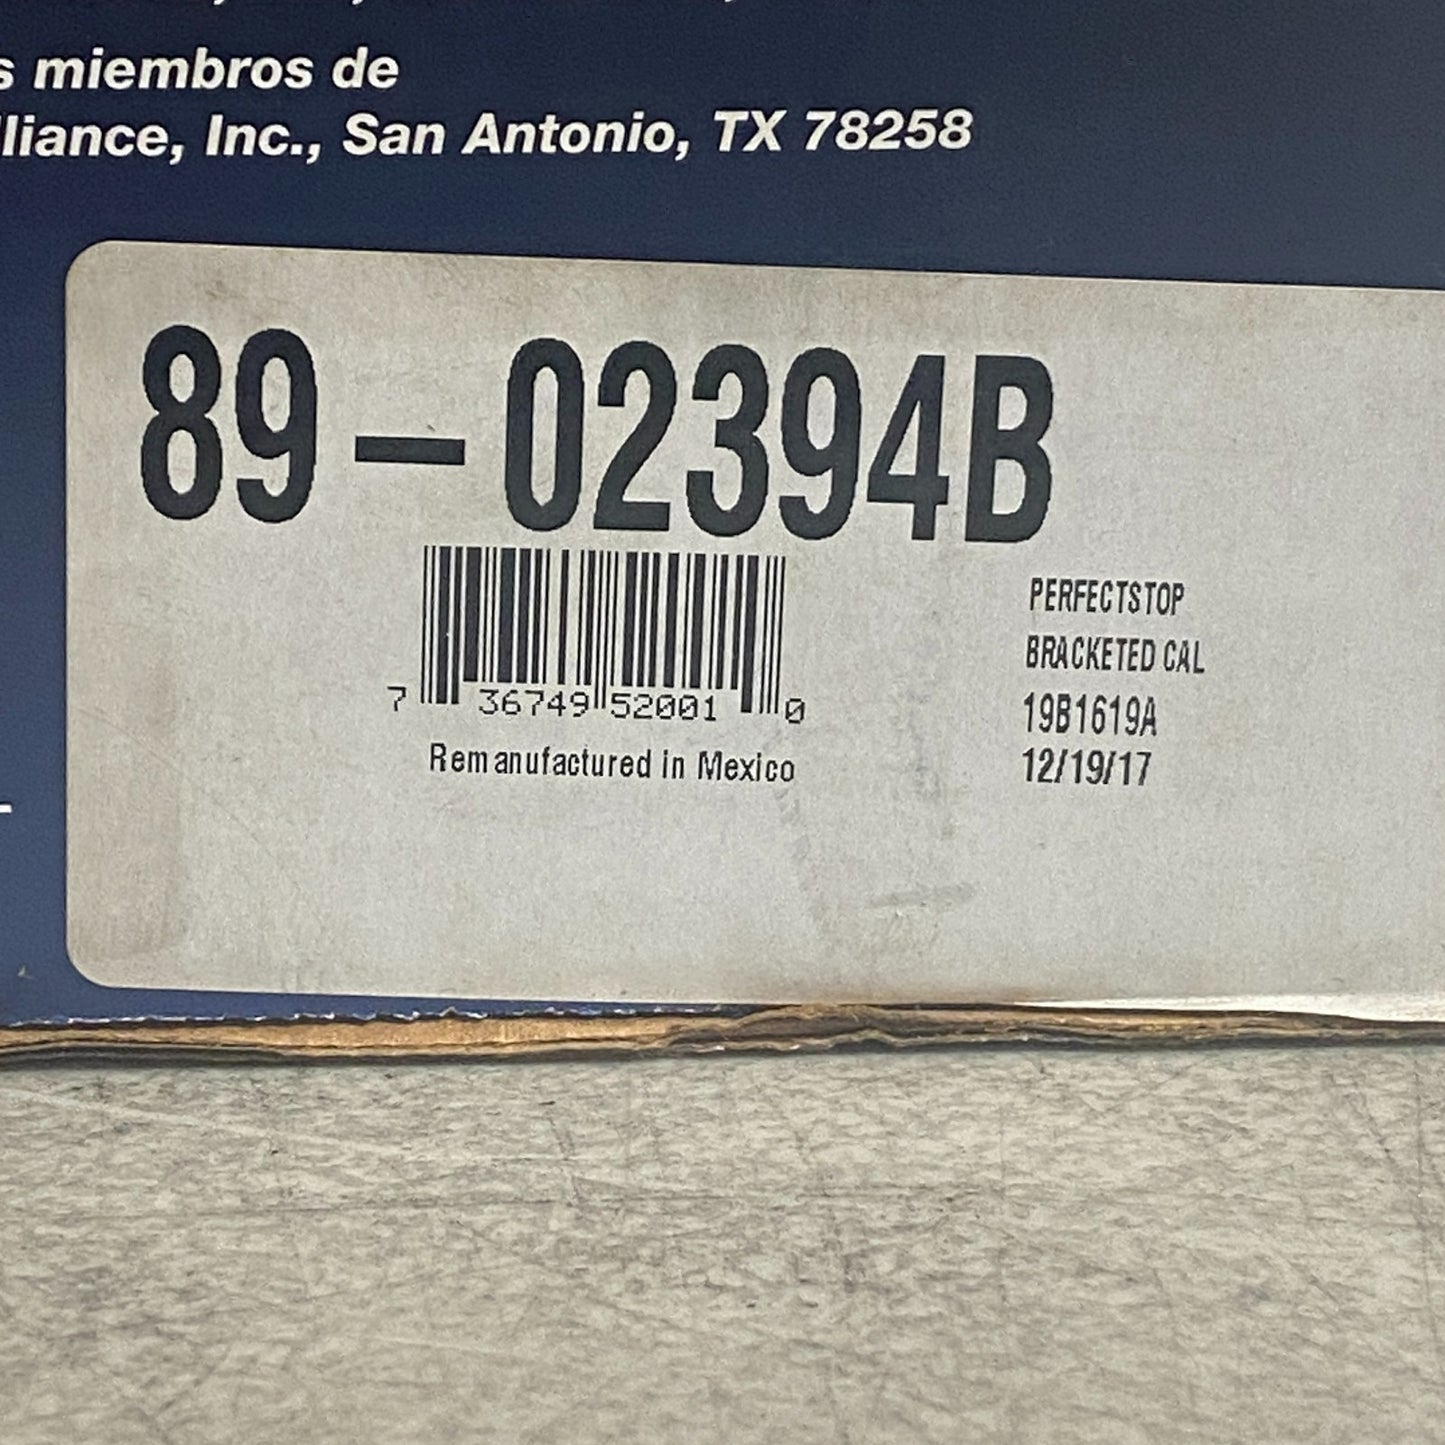 miembros de
lliance, Inc., San Antonio, TX 78258
89-02394B
7 36749 52001 0
Remanufactured in Mexico
PERFECTSTOP
BRACKETED CAL
19B1619A
12/19/17